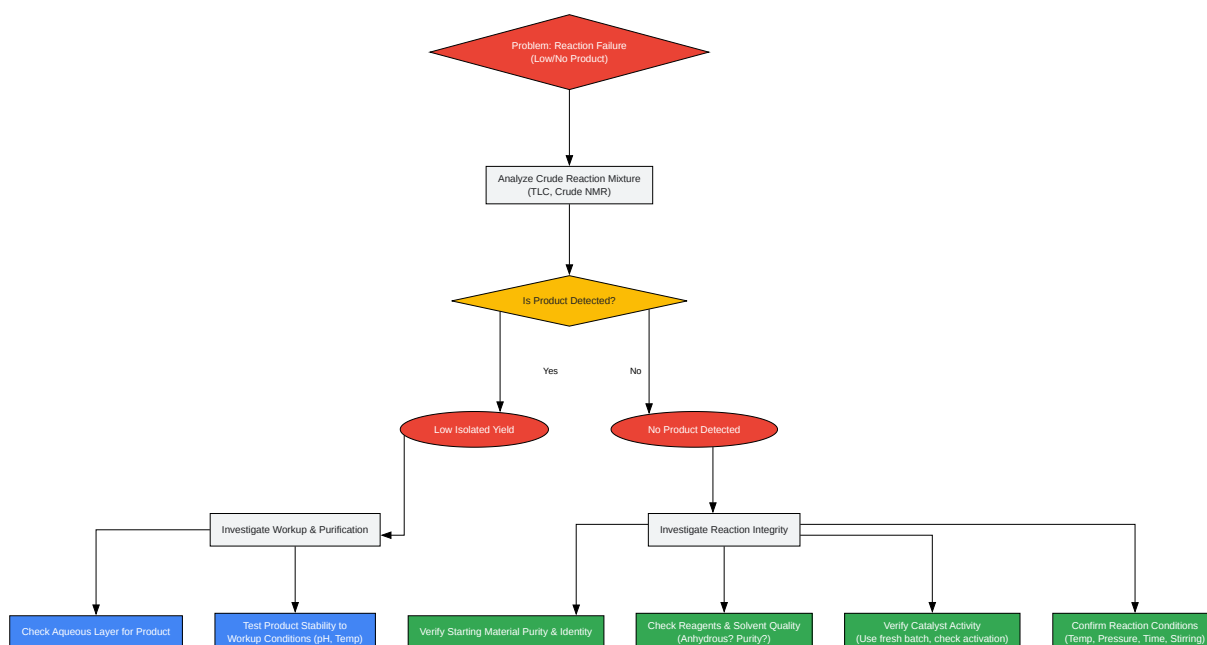 Problem: Reaction Failure
(Low/No Product)
Analyze Crude Reaction Mixture
(TLC, Crude NMR)
Is Product Detected?
Yes
No
Low Isolated Yield
No Product Detected
Investigate Workup & Purification
Investigate Reaction Integrity
Check Aqueous Layer for Product
Test Product Stability to
Workup Conditions (pH, Temp)
Verify Starting Material Purity & Identity
Check Reagents & Solvent Quality
(Anhydrous? Purity?)
Verify Catalyst Activity
(Use fresh batch, check activation)
Confirm Reaction Conditions
(Temp, Pressure, Time, Stirring)